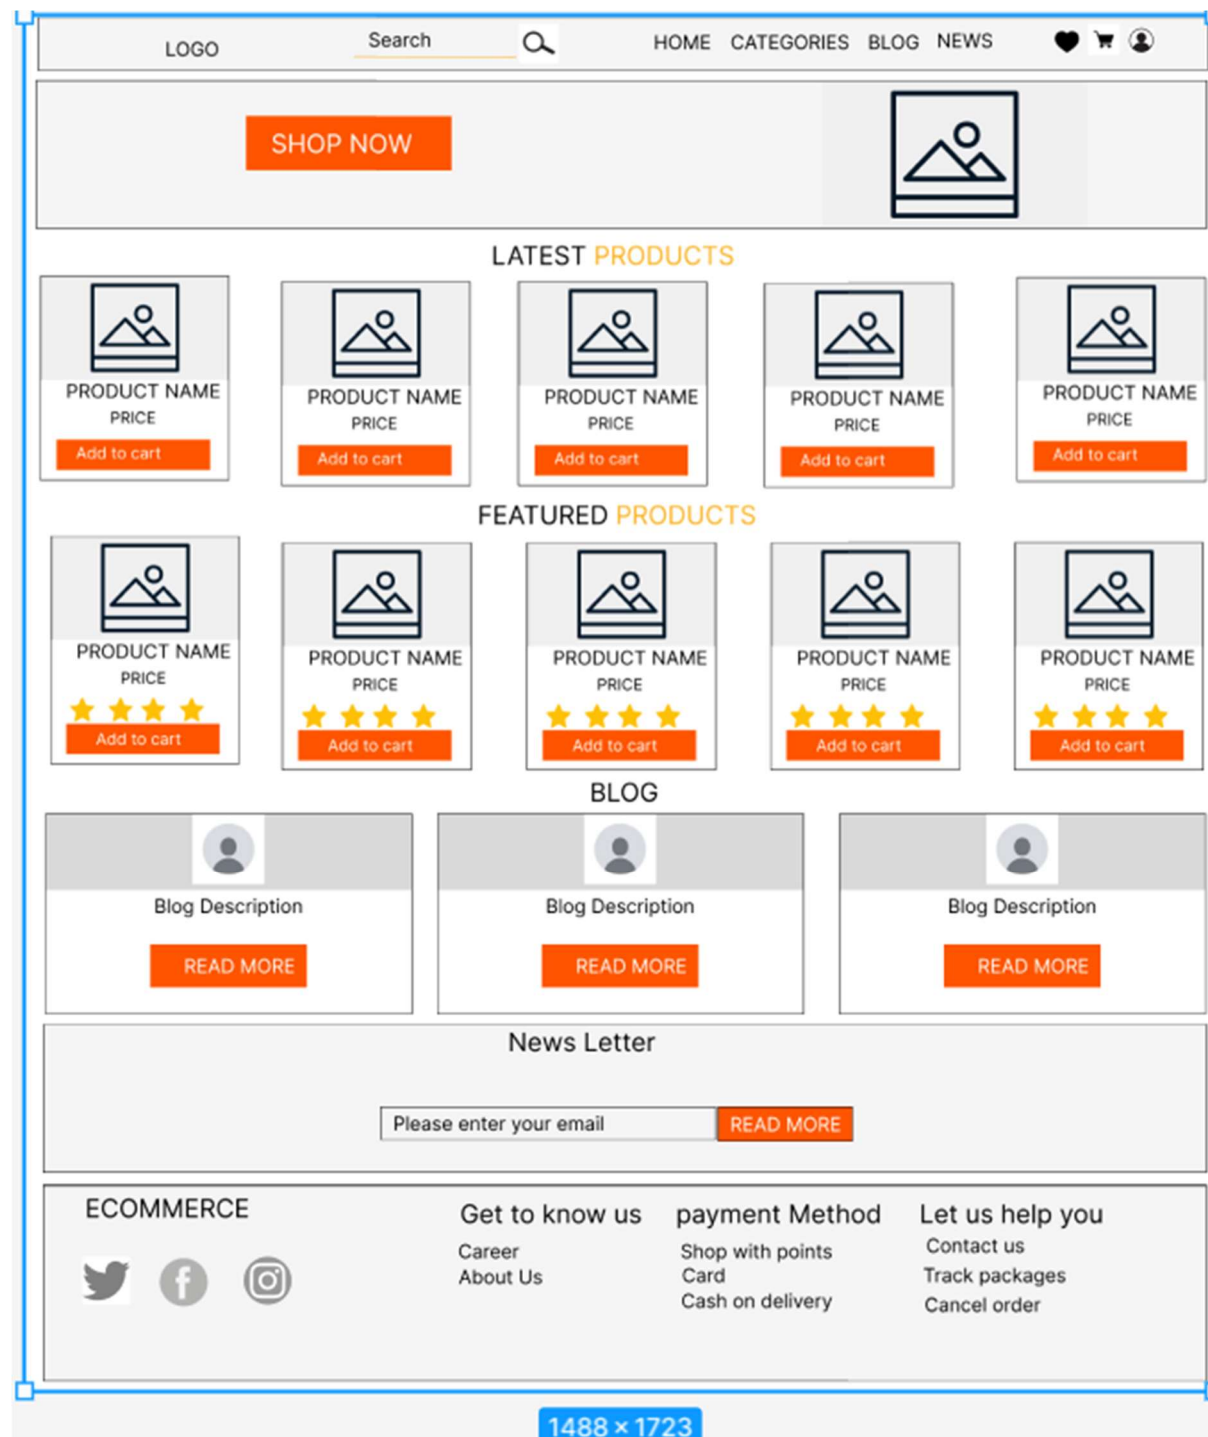 LOGO Search HOME CATEGORIES BLOG NEWS
SHOP NOW
LATEST PRODUCTS
PRODUCT NAME PRODUCT NAME PRODUCT NAME PRODUCT NAME PRODUCT NAME
PRICE PRICE PRICE PRICE PRICE
Add to cart Add to cart Add to cart Add to cart Add to cart
FEATURED PRODUCTS
PRODUCT NAME PRODUCT NAME PRODUCT NAME PRODUCT NAME PRODUCT NAME
PRICE PRICE PRICE PRICE PRICE
Add to cart Add to cart Add to cart Add to cart Add to cart
BLOG
Blog Description Blog Description Blog Description
READ MORE READ MORE READ MORE
News Letter
Please enter your email READ MORE
ECOMMERCE
Get to know us
Career
About Us
payment Method
Shop with points
Card
Cash on delivery
Let us help you
Contact us
Track packages
Cancel order
1488 × 1723